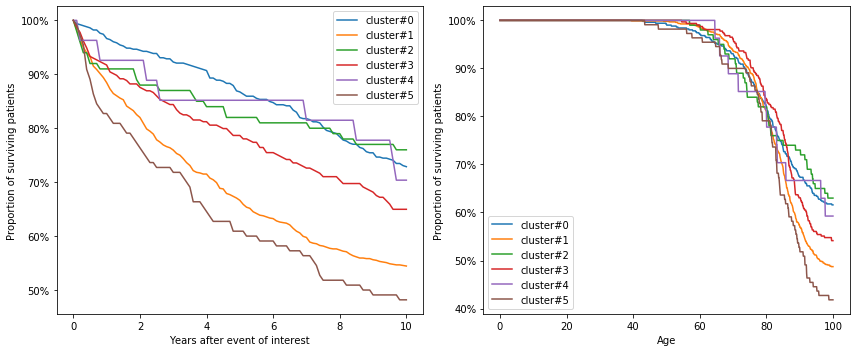 Proportion of surviving patients
100%
90%
80%
70%
60%
50%
0
2
4
6
8
10
Years after event of interest
cluster#0
cluster#1
cluster#2
cluster#3
cluster#4
cluster#5
Proportion of surviving patients
100%
90%
80%
70%
60%
50%
40%
0
20
40
60
80
100
Age
cluster#0
cluster#1
cluster#2
cluster#3
cluster#4
cluster#5